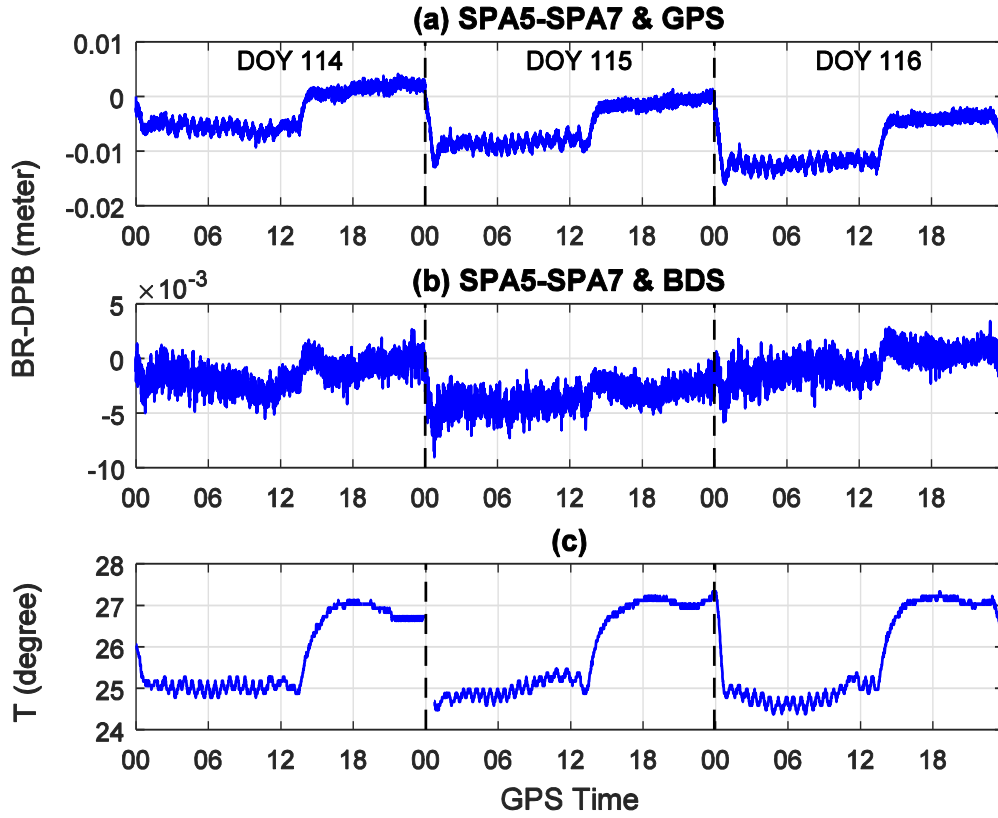 (a) SPA5-SPA7 & GPS
0.01
0
-0.01
-0.02
DOY 114
DOY 115
DOY 116
00 06 12 18 00 06 12 18 00 06 12 18
BR-DPB (meter)
(b) SPA5-SPA7 & BDS
×10⁻³
5
0
-5
-10
00 06 12 18 00 06 12 18 00 06 12 18
(c)
28
27
26
25
24
T (degree)
00 06 12 18 00 06 12 18 00 06 12 18
GPS Time